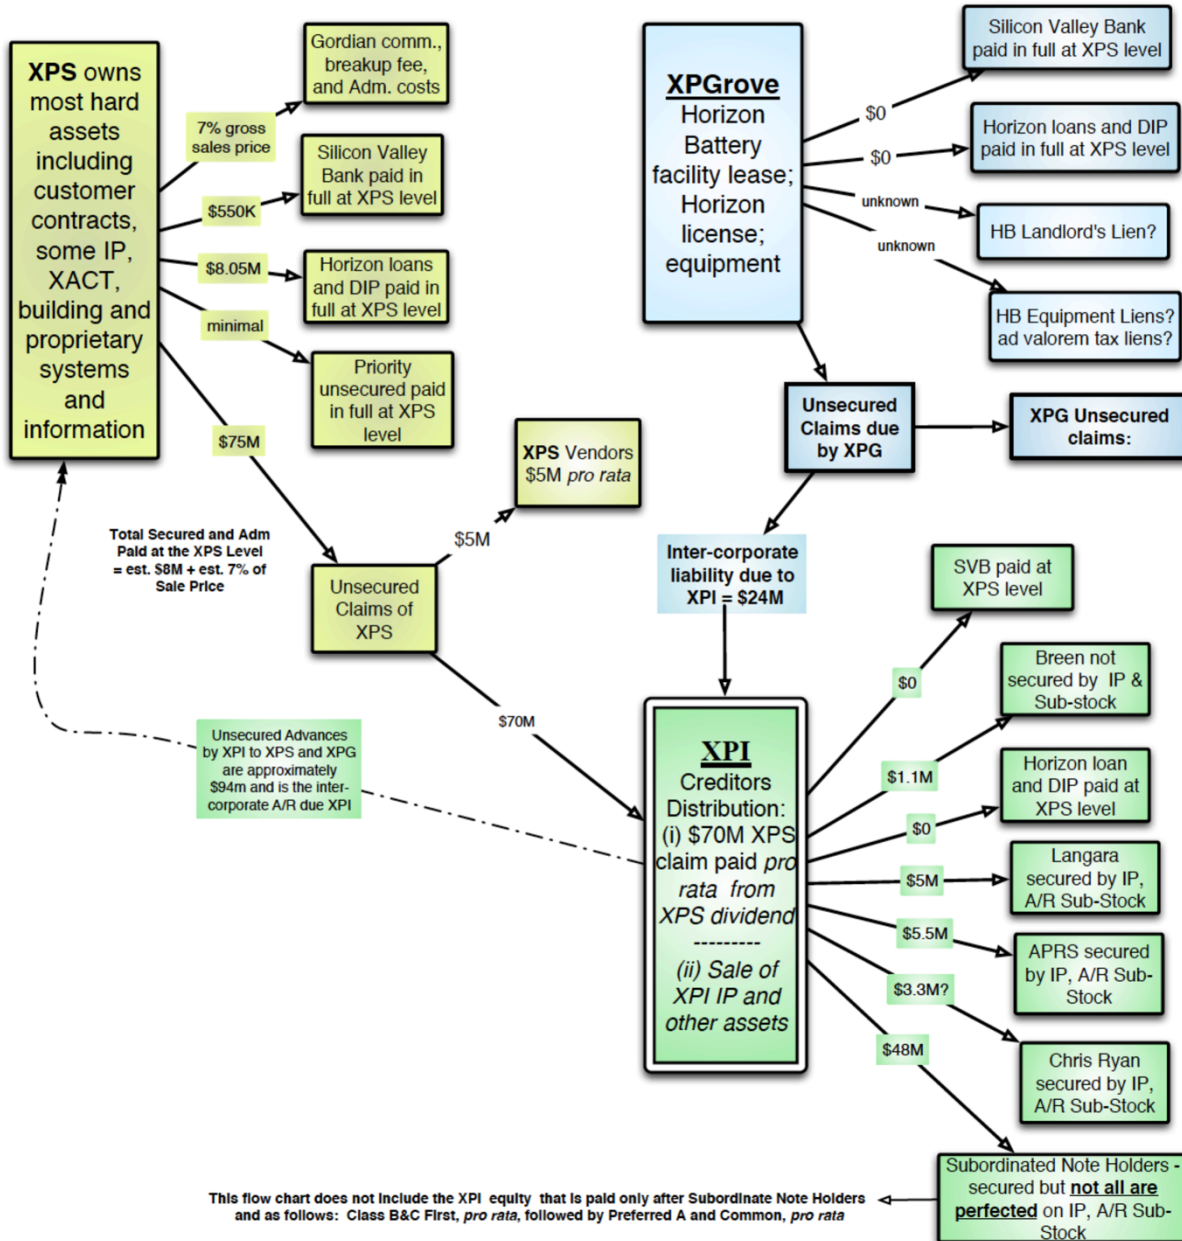 XPS owns
most hard
assets
including
customer
contracts,
some IP,
XACT,
building and
proprietary
systems
and
information
7% gross
sales price
Gordian comm.,
breakup fee,
and Adm. costs
$550K
Silicon Valley
Bank paid in
full at XPS level
$8.05M
Horizon loans
and DIP paid in
full at XPS level
minimal
Priority
unsecured paid
in full at XPS
level
$75M
Total Secured and Adm
Paid at the XPS Level
= est. $8M + est. 7% of
Sale Price
Unsecured
Claims of
XPS
$5M
XPS Vendors
$5M pro rata
$70M
Unsecured Advances
by XPI to XPS and XPG
are approximately
$94m and is the inter-
corporate A/R due XPI
XPGrove
Horizon
Battery
facility lease;
Horizon
license;
equipment
$0
Silicon Valley Bank
paid in full at XPS level
$0
Horizon loans and DIP
paid in full at XPS level
unknown
HB Landlord's Lien?
unknown
HB Equipment Liens?
ad valorem tax liens?
Unsecured
Claims due
by XPG
XPG Unsecured
claims:
Inter-corporate
liability due to
XPI = $24M
XPI
Creditors
Distribution:
(i) $70M XPS
claim paid pro
rata from
XPS dividend
---------
(ii) Sale of
XPI IP and
other assets
$0
SVB paid at
XPS level
$1.1M
Breen not
secured by IP &
Sub-stock
$0
Horizon loan
and DIP paid at
XPS level
$5M
Langara
secured by IP,
A/R Sub-Stock
$5.5M
APRS secured
by IP, A/R Sub-
Stock
$3.3M?
Chris Ryan
secured by IP,
A/R Sub-Stock
$48M
Subordinated Note Holders -
secured but not all are
perfected on IP, A/R Sub-
Stock
This flow chart does not include the XPI equity that is paid only after Subordinate Note Holders
and as follows: Class B&C First, pro rata, followed by Preferred A and Common, pro rata